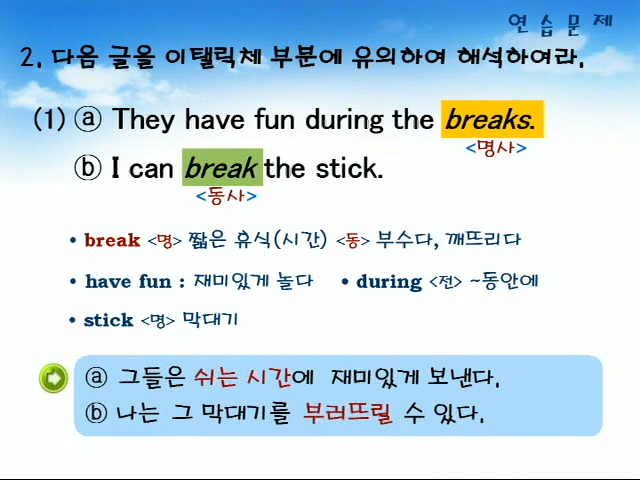 연 습 문 제
2. 다음 글을 이탤릭체 부분에 유의하여 해석하여라.
(1) ⓐ They have fun during the breaks.
<명사>
ⓑ I can break the stick.
<동사>
• break <명> 짧은 휴식(시간) <동> 부수다, 깨뜨리다
• have fun : 재미있게 놀다 • during <전> ~동안에
• stick <명> 막대기
ⓐ 그들은 쉬는 시간에 재미있게 보낸다.
ⓑ 나는 그 막대기를 부러뜨릴 수 있다.